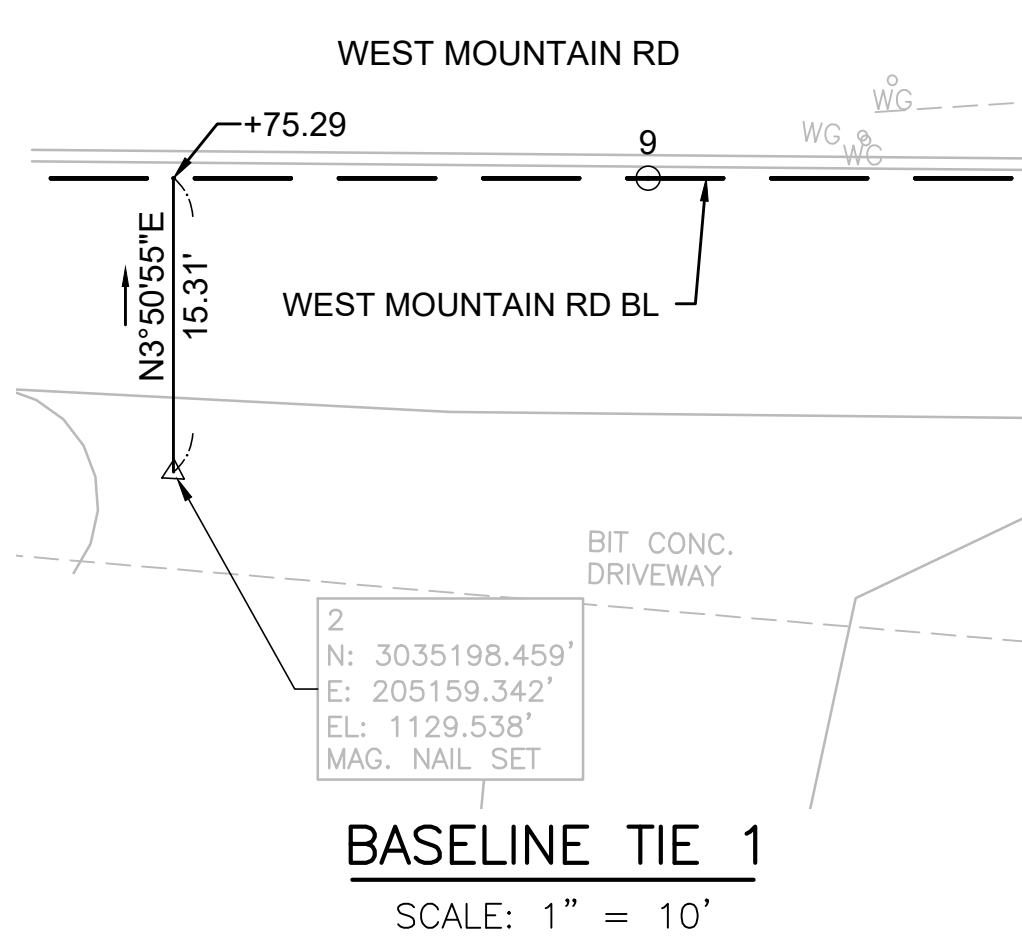 WEST MOUNTAIN RD
WG
+75.29
9
WG
WG
N3°50'55"E
15.31'
WEST MOUNTAIN RD BL
BIT CONC.
DRIVEWAY
2
N: 3035198.459'
E: 205159.342'
EL: 1129.538'
MAG. NAIL SET
BASELINE TIE 1
SCALE: 1" = 10'